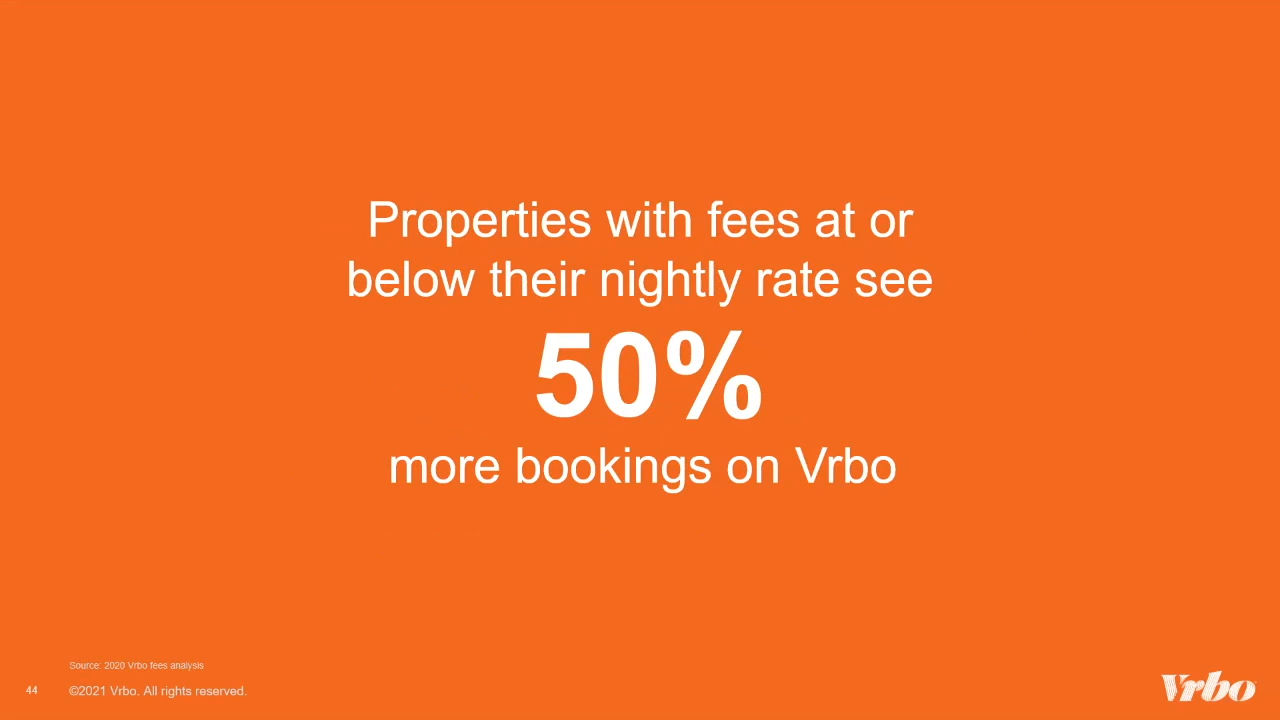 Properties with fees at or
below their nightly rate see
50%
more bookings on Vrbo
Source: 2020 Vrbo fees analysis
44
©2021 Vrbo. All rights reserved.
Vrbo